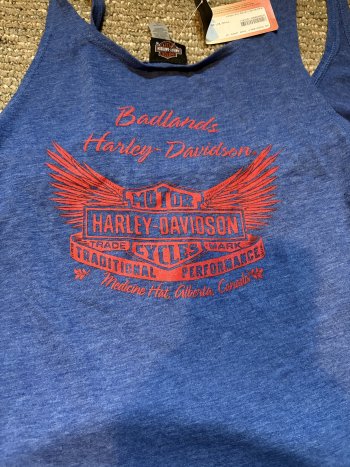 Badlands
Harley-Davidson
MOTOR
HARLEY-DAVIDSON
TRADE CYCLES MARK
TRADITIONAL PERFORMANCE
Medicine Hat, Alberta, Canada